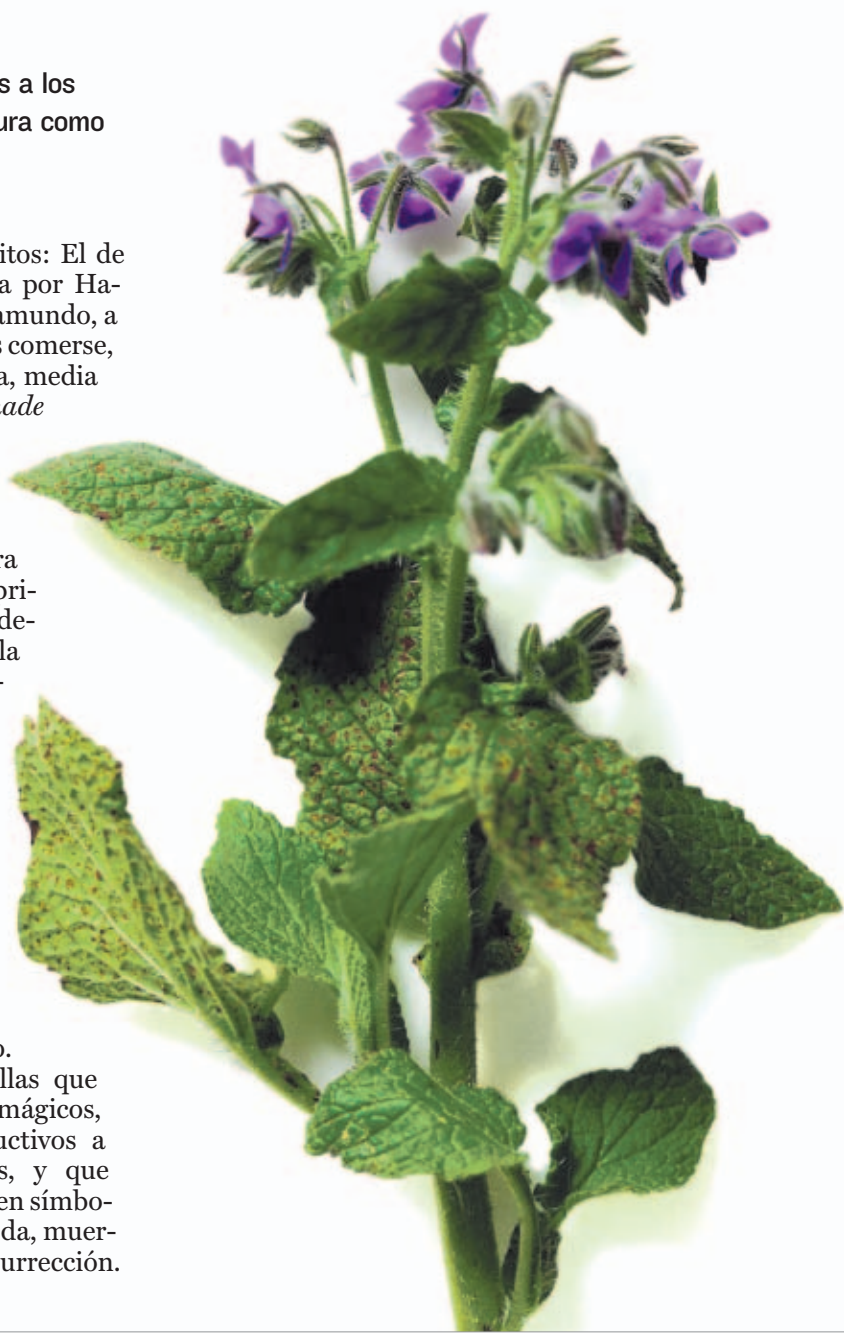 s a los
ura como
itos: El de
a por Ha-
amundo, a
s comerse,
a, media
ade
ra
pri-
de-
la
-
o.
llas que
mágicos,
uctivos a
s, y que
en símbo-
da, muer-
urrección.